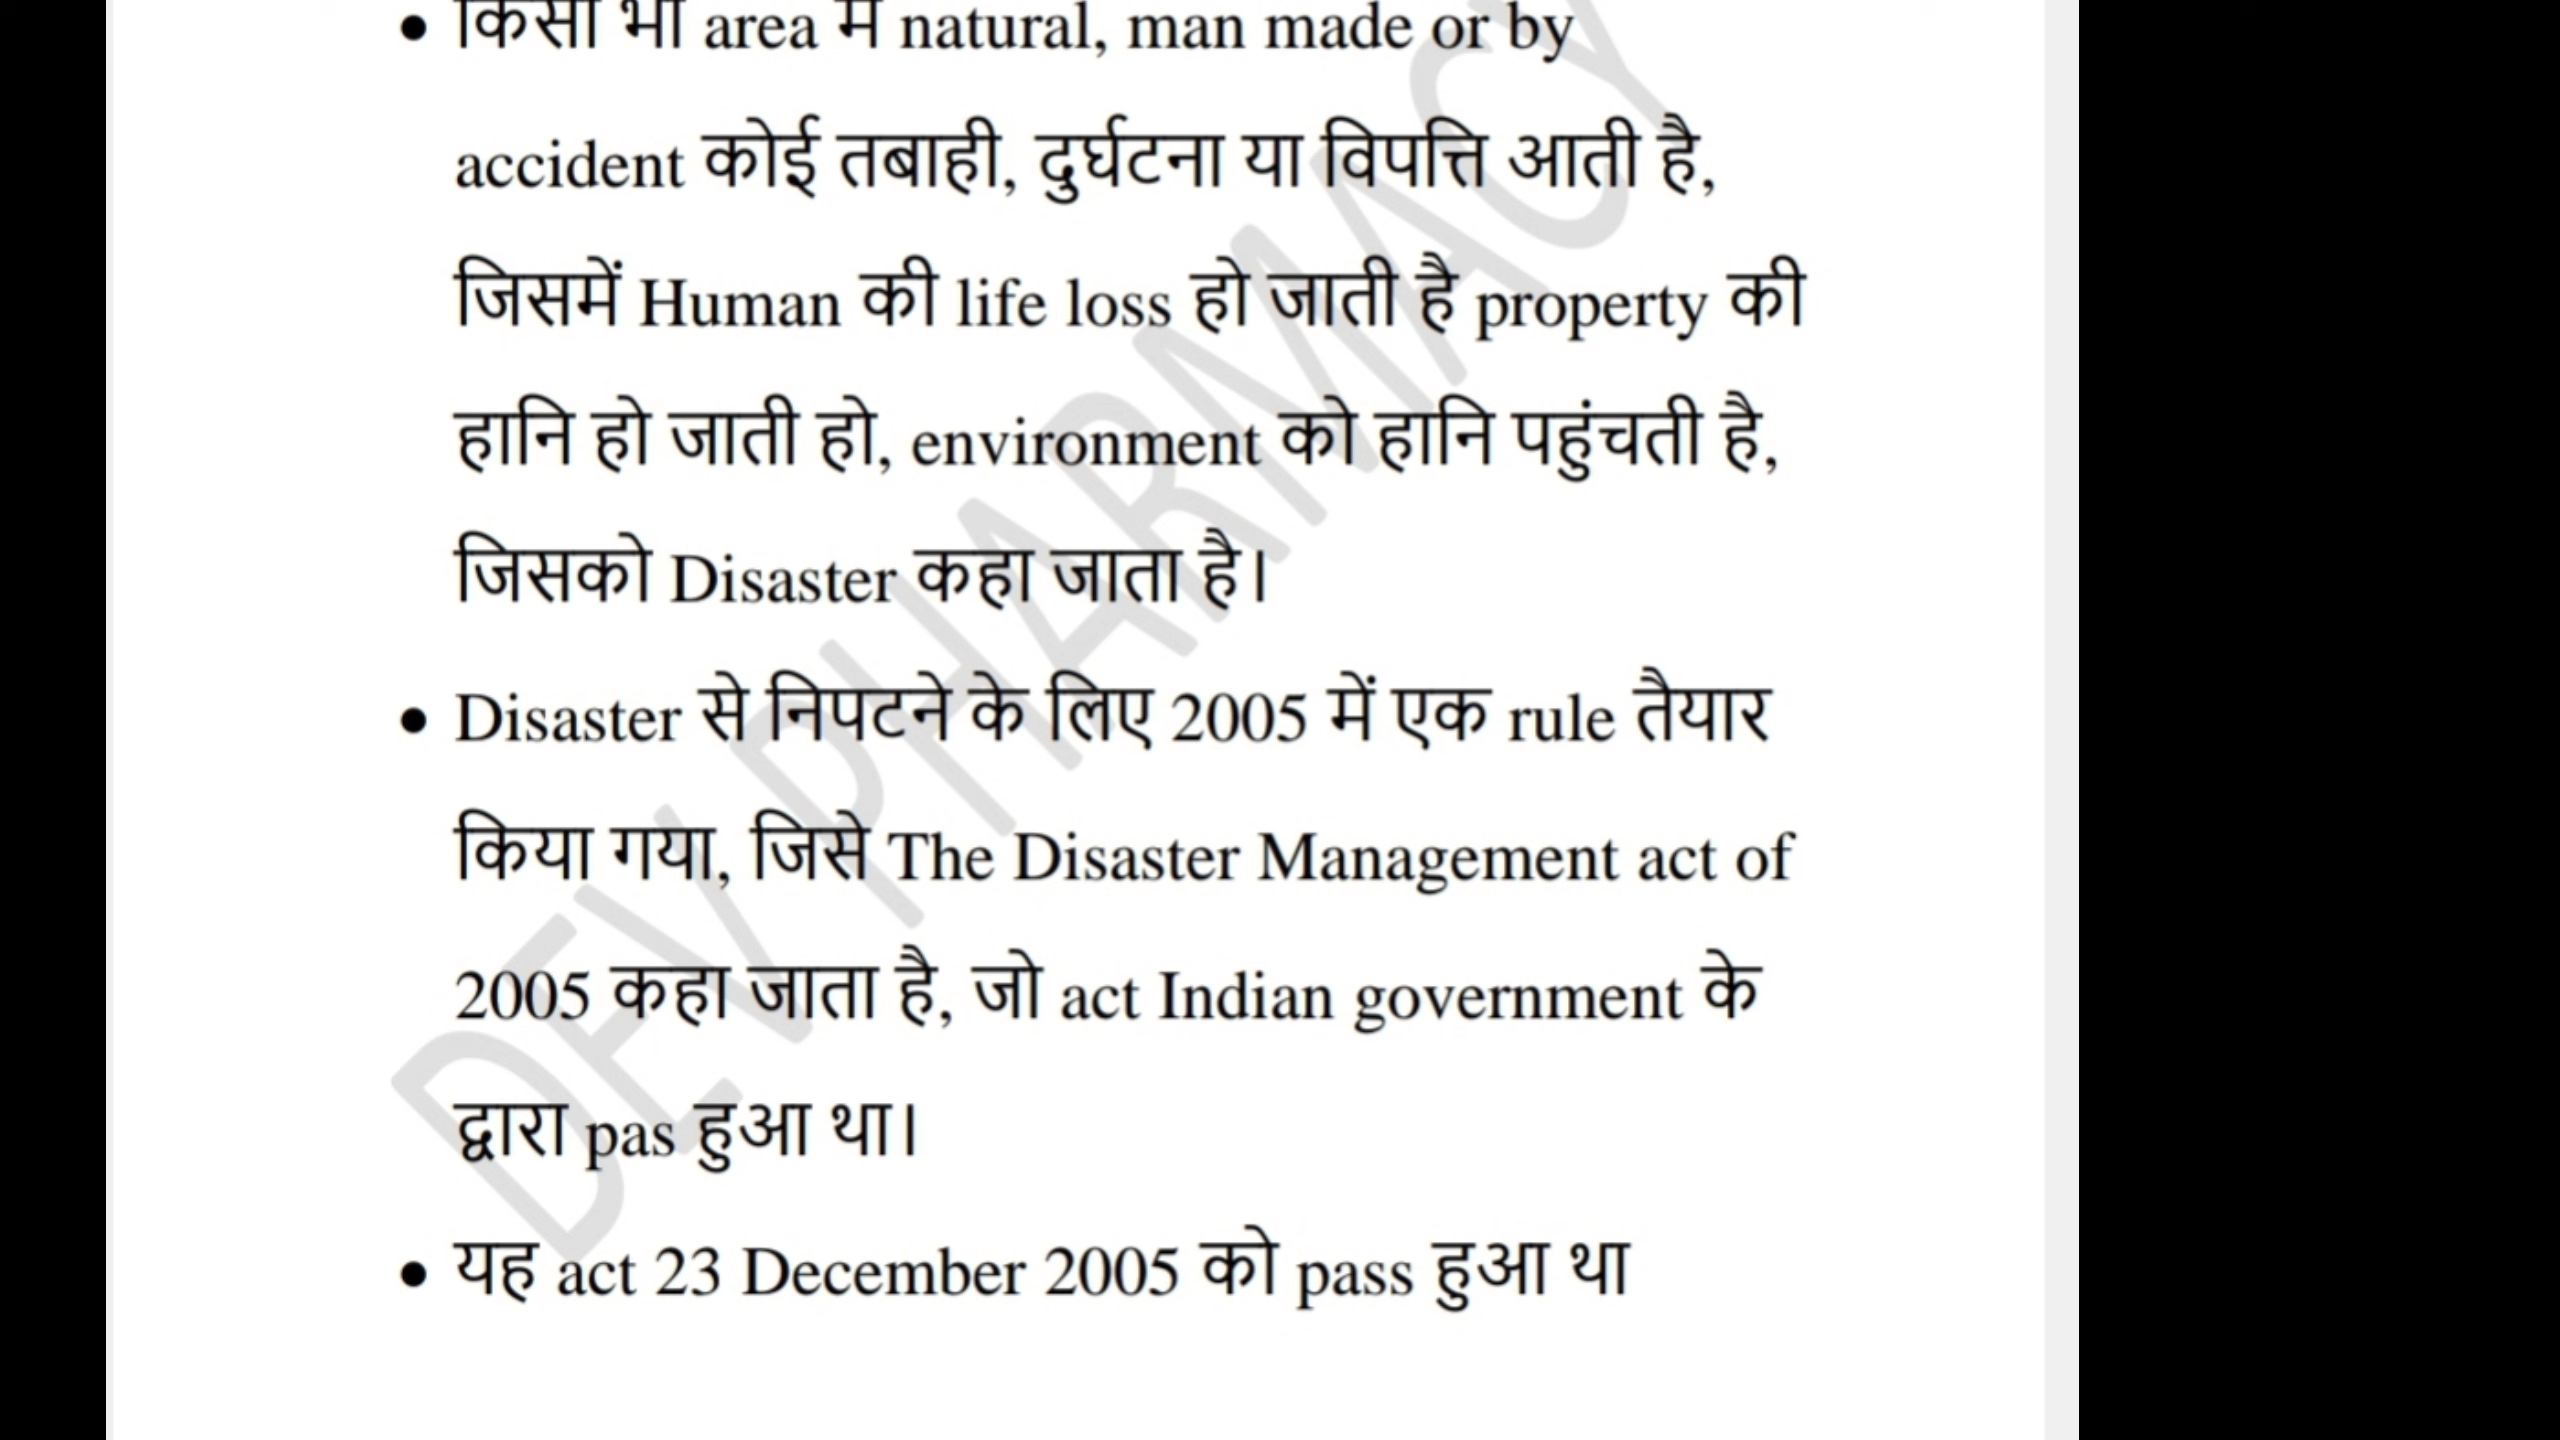 • किसी भी area में natural, man made or by
accident कोई तबाही, दुर्घटना या विपत्ति आती है,
जिसमें Human की life loss हो जाती है property की
हानि हो जाती हो, environment को हानि पहुंचती है,
जिसको Disaster कहा जाता है।
• Disaster से निपटने के लिए 2005 में एक rule तैयार
किया गया, जिसे The Disaster Management act of
2005 कहा जाता है, जो act Indian government के
द्वारा pas हुआ था।
• यह act 23 December 2005 को pass हुआ था
DEV PHARMACY